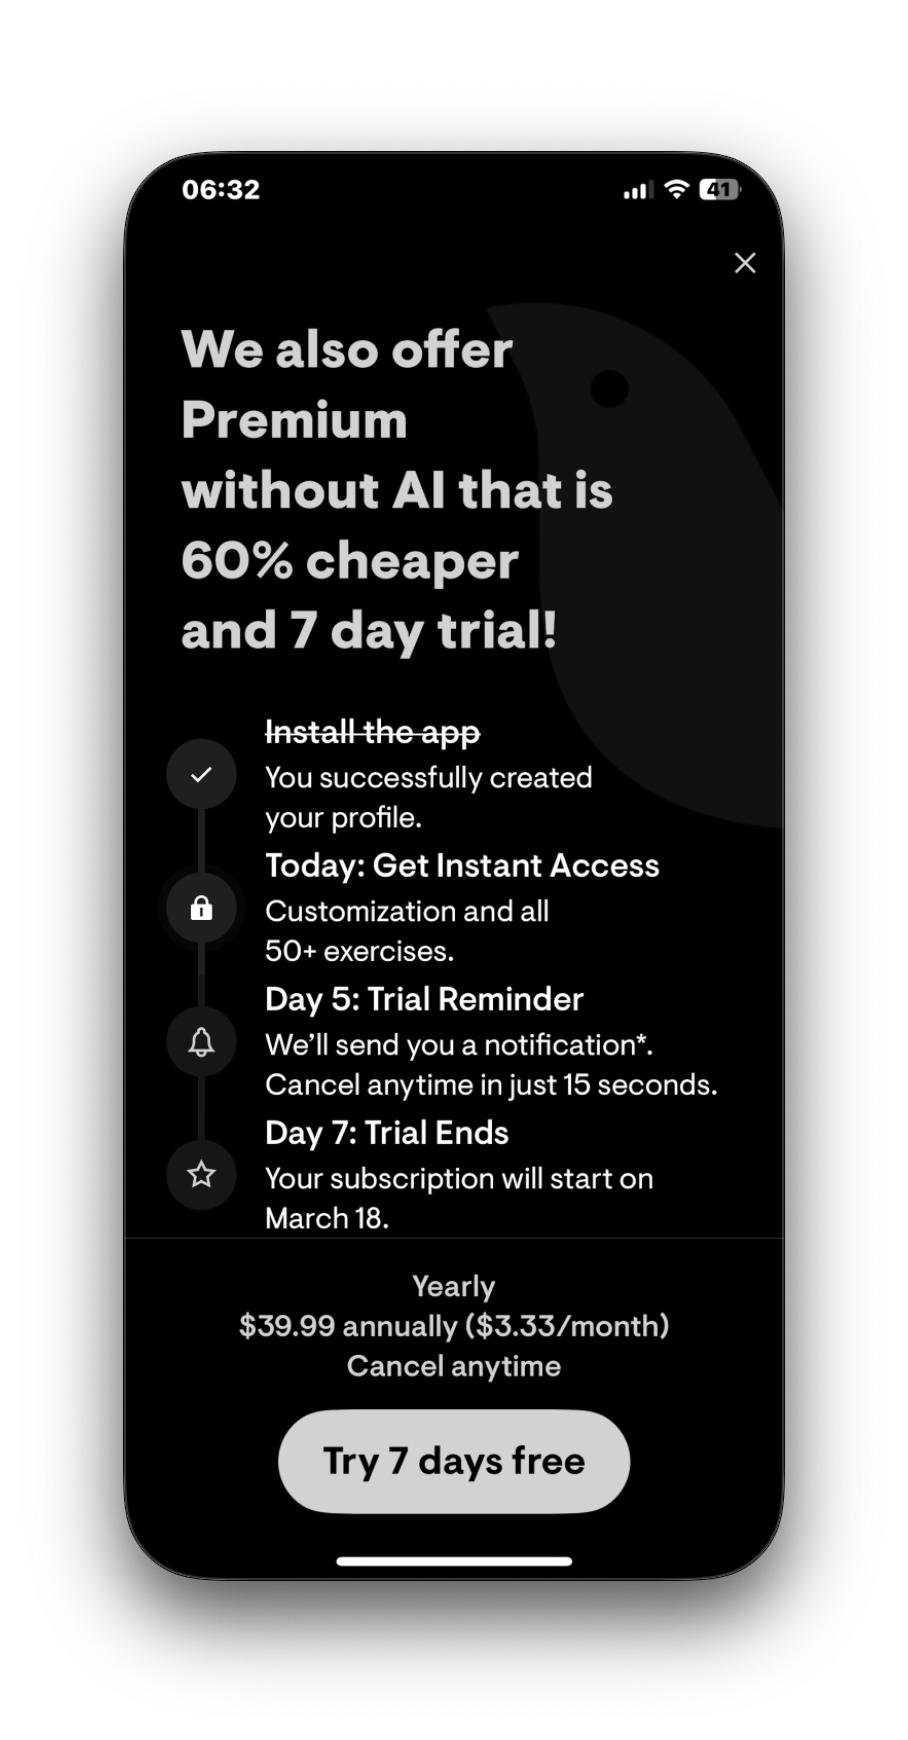 06:32
41
We also offer
Premium
without AI that is
60% cheaper
and 7 day trial!
Install the app
You successfully created
your profile.
Today: Get Instant Access
Customization and all
50+ exercises.
Day 5: Trial Reminder
We’ll send you a notification*.
Cancel anytime in just 15 seconds.
Day 7: Trial Ends
Your subscription will start on
March 18.
Yearly
$39.99 annually ($3.33/month)
Cancel anytime
Try 7 days free